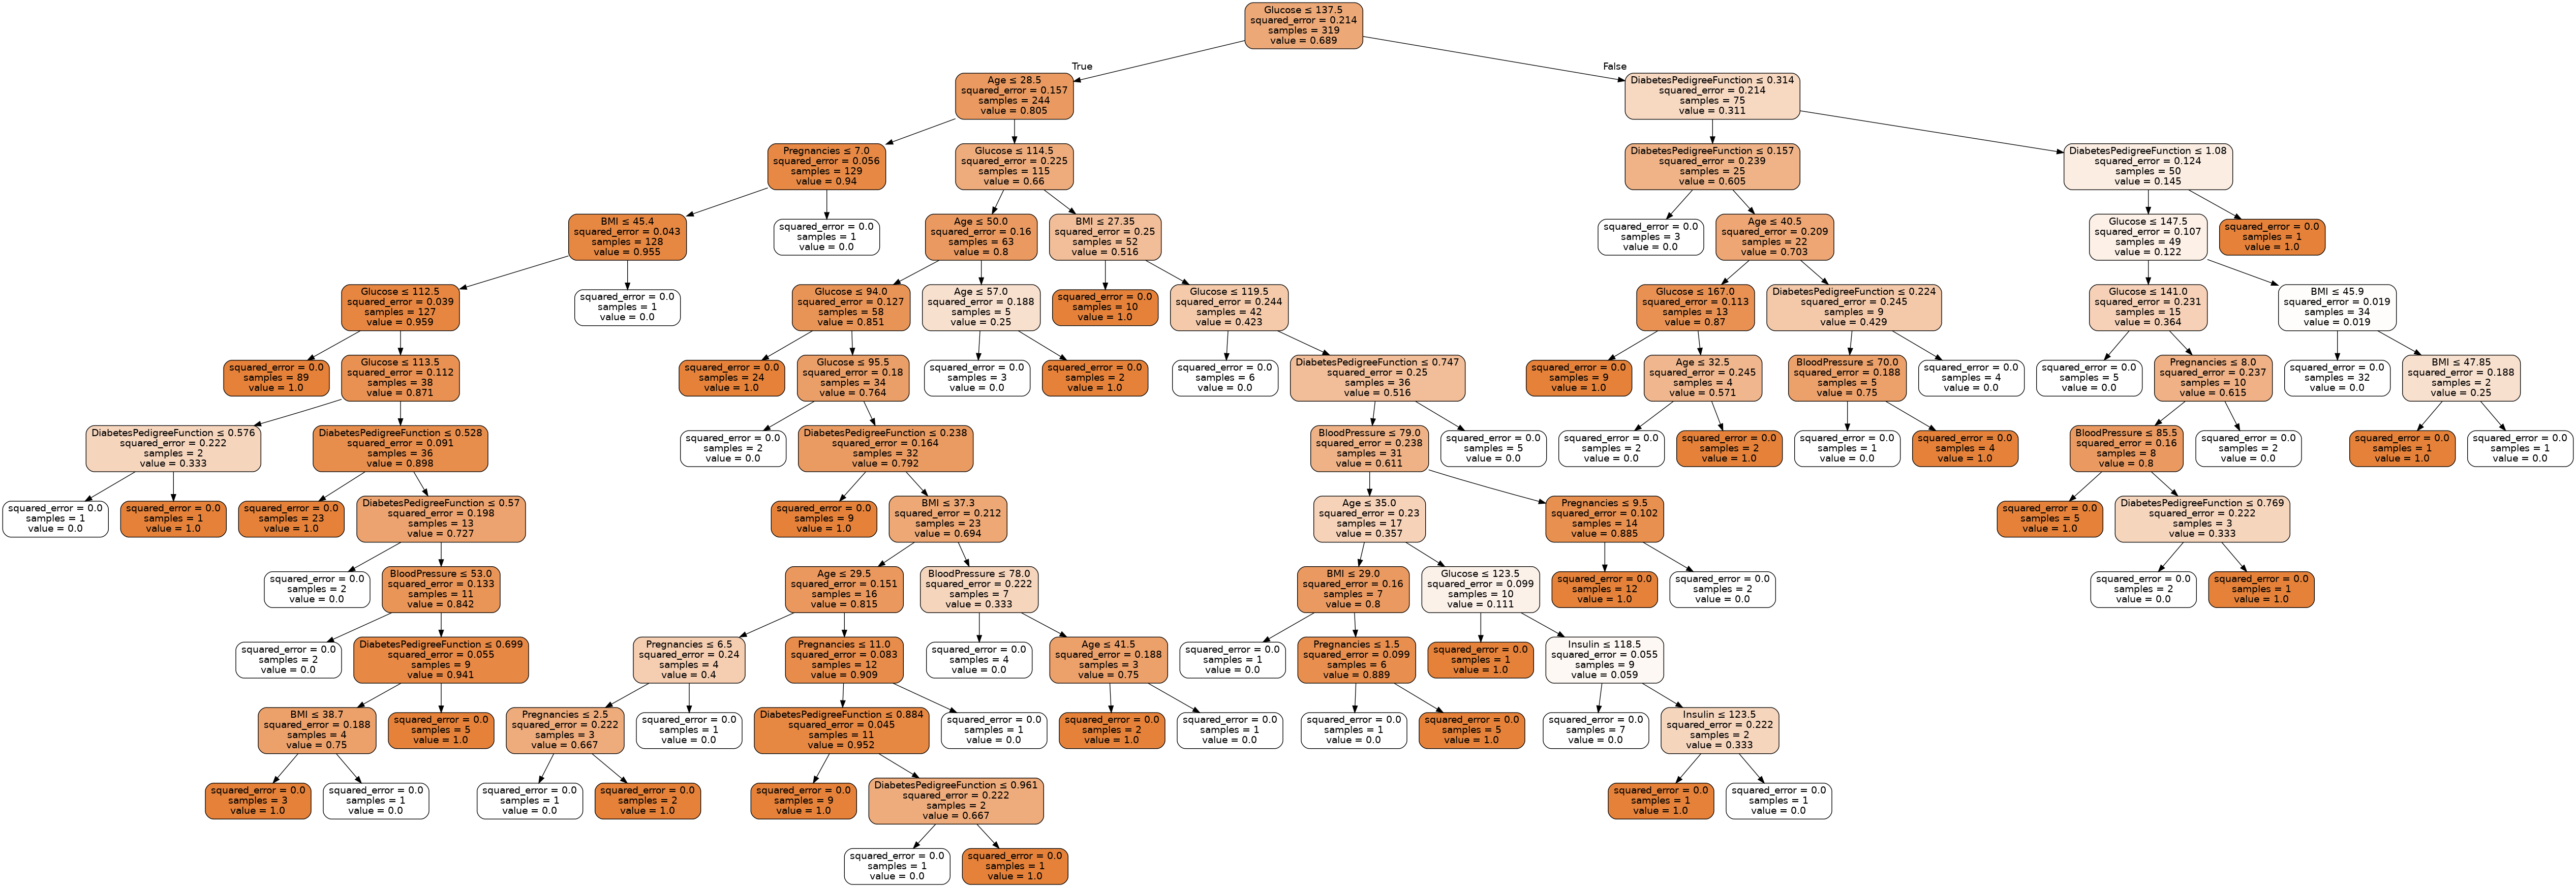 Glucose ≤ 137.5
squared_error = 0.214
samples = 319
value = 0.689
True
False
Age ≤ 28.5
squared_error = 0.157
samples = 244
value = 0.805
DiabetesPedigreeFunction ≤ 0.314
squared_error = 0.214
samples = 75
value = 0.311
Pregnancies ≤ 7.0
squared_error = 0.056
samples = 129
value = 0.94
Glucose ≤ 114.5
squared_error = 0.225
samples = 115
value = 0.66
DiabetesPedigreeFunction ≤ 0.157
squared_error = 0.239
samples = 25
value = 0.605
DiabetesPedigreeFunction ≤ 1.08
squared_error = 0.124
samples = 50
value = 0.145
BMI ≤ 45.4
squared_error = 0.043
samples = 128
value = 0.955
squared_error = 0.0
samples = 1
value = 0.0
Age ≤ 50.0
squared_error = 0.16
samples = 63
value = 0.8
BMI ≤ 27.35
squared_error = 0.25
samples = 52
value = 0.516
squared_error = 0.0
samples = 3
value = 0.0
Age ≤ 40.5
squared_error = 0.209
samples = 22
value = 0.703
Glucose ≤ 147.5
squared_error = 0.107
samples = 49
value = 0.122
squared_error = 0.0
samples = 1
value = 1.0
Glucose ≤ 112.5
squared_error = 0.039
samples = 127
value = 0.959
squared_error = 0.0
samples = 1
value = 0.0
Glucose ≤ 94.0
squared_error = 0.127
samples = 58
value = 0.851
Age ≤ 57.0
squared_error = 0.188
samples = 5
value = 0.25
squared_error = 0.0
samples = 10
value = 1.0
Glucose ≤ 119.5
squared_error = 0.244
samples = 42
value = 0.423
Glucose ≤ 167.0
squared_error = 0.113
samples = 13
value = 0.87
DiabetesPedigreeFunction ≤ 0.224
squared_error = 0.245
samples = 9
value = 0.429
Glucose ≤ 141.0
squared_error = 0.231
samples = 15
value = 0.364
BMI ≤ 45.9
squared_error = 0.019
samples = 34
value = 0.019
squared_error = 0.0
samples = 89
value = 1.0
Glucose ≤ 113.5
squared_error = 0.112
samples = 38
value = 0.871
squared_error = 0.0
samples = 24
value = 1.0
Glucose ≤ 95.5
squared_error = 0.18
samples = 34
value = 0.764
squared_error = 0.0
samples = 3
value = 0.0
squared_error = 0.0
samples = 2
value = 1.0
squared_error = 0.0
samples = 6
value = 0.0
DiabetesPedigreeFunction ≤ 0.747
squared_error = 0.25
samples = 36
value = 0.516
squared_error = 0.0
samples = 9
value = 1.0
Age ≤ 32.5
squared_error = 0.245
samples = 4
value = 0.571
BloodPressure ≤ 70.0
squared_error = 0.188
samples = 5
value = 0.75
squared_error = 0.0
samples = 4
value = 0.0
squared_error = 0.0
samples = 5
value = 0.0
Pregnancies ≤ 8.0
squared_error = 0.237
samples = 10
value = 0.615
squared_error = 0.0
samples = 32
value = 0.0
BMI ≤ 47.85
squared_error = 0.188
samples = 2
value = 0.25
DiabetesPedigreeFunction ≤ 0.576
squared_error = 0.222
samples = 2
value = 0.333
DiabetesPedigreeFunction ≤ 0.528
squared_error = 0.091
samples = 36
value = 0.898
squared_error = 0.0
samples = 2
value = 0.0
DiabetesPedigreeFunction ≤ 0.238
squared_error = 0.164
samples = 32
value = 0.792
BloodPressure ≤ 79.0
squared_error = 0.238
samples = 31
value = 0.611
squared_error = 0.0
samples = 5
value = 0.0
squared_error = 0.0
samples = 2
value = 0.0
squared_error = 0.0
samples = 2
value = 1.0
squared_error = 0.0
samples = 1
value = 0.0
squared_error = 0.0
samples = 4
value = 1.0
BloodPressure ≤ 85.5
squared_error = 0.16
samples = 8
value = 0.8
squared_error = 0.0
samples = 2
value = 0.0
squared_error = 0.0
samples = 1
value = 1.0
squared_error = 0.0
samples = 1
value = 0.0
squared_error = 0.0
samples = 1
value = 0.0
squared_error = 0.0
samples = 1
value = 1.0
squared_error = 0.0
samples = 23
value = 1.0
DiabetesPedigreeFunction ≤ 0.57
squared_error = 0.198
samples = 13
value = 0.727
squared_error = 0.0
samples = 9
value = 1.0
BMI ≤ 37.3
squared_error = 0.212
samples = 23
value = 0.694
Age ≤ 35.0
squared_error = 0.23
samples = 17
value = 0.357
Pregnancies ≤ 9.5
squared_error = 0.102
samples = 14
value = 0.885
squared_error = 0.0
samples = 5
value = 1.0
DiabetesPedigreeFunction ≤ 0.769
squared_error = 0.222
samples = 3
value = 0.333
squared_error = 0.0
samples = 2
value = 0.0
BloodPressure ≤ 53.0
squared_error = 0.133
samples = 11
value = 0.842
Age ≤ 29.5
squared_error = 0.151
samples = 16
value = 0.815
BloodPressure ≤ 78.0
squared_error = 0.222
samples = 7
value = 0.333
BMI ≤ 29.0
squared_error = 0.16
samples = 7
value = 0.8
Glucose ≤ 123.5
squared_error = 0.099
samples = 10
value = 0.111
squared_error = 0.0
samples = 12
value = 1.0
squared_error = 0.0
samples = 2
value = 0.0
squared_error = 0.0
samples = 2
value = 0.0
squared_error = 0.0
samples = 1
value = 1.0
squared_error = 0.0
samples = 2
value = 0.0
DiabetesPedigreeFunction ≤ 0.699
squared_error = 0.055
samples = 9
value = 0.941
Pregnancies ≤ 6.5
squared_error = 0.24
samples = 4
value = 0.4
Pregnancies ≤ 11.0
squared_error = 0.083
samples = 12
value = 0.909
squared_error = 0.0
samples = 4
value = 0.0
Age ≤ 41.5
squared_error = 0.188
samples = 3
value = 0.75
squared_error = 0.0
samples = 1
value = 0.0
Pregnancies ≤ 1.5
squared_error = 0.099
samples = 6
value = 0.889
squared_error = 0.0
samples = 1
value = 1.0
Insulin ≤ 118.5
squared_error = 0.055
samples = 9
value = 0.059
BMI ≤ 38.7
squared_error = 0.188
samples = 4
value = 0.75
squared_error = 0.0
samples = 5
value = 1.0
Pregnancies ≤ 2.5
squared_error = 0.222
samples = 3
value = 0.667
squared_error = 0.0
samples = 1
value = 0.0
DiabetesPedigreeFunction ≤ 0.884
squared_error = 0.045
samples = 11
value = 0.952
squared_error = 0.0
samples = 1
value = 0.0
squared_error = 0.0
samples = 2
value = 1.0
squared_error = 0.0
samples = 1
value = 0.0
squared_error = 0.0
samples = 1
value = 0.0
squared_error = 0.0
samples = 5
value = 1.0
squared_error = 0.0
samples = 7
value = 0.0
Insulin ≤ 123.5
squared_error = 0.222
samples = 2
value = 0.333
squared_error = 0.0
samples = 3
value = 1.0
squared_error = 0.0
samples = 1
value = 0.0
squared_error = 0.0
samples = 1
value = 0.0
squared_error = 0.0
samples = 2
value = 1.0
squared_error = 0.0
samples = 9
value = 1.0
DiabetesPedigreeFunction ≤ 0.961
squared_error = 0.222
samples = 2
value = 0.667
squared_error = 0.0
samples = 1
value = 1.0
squared_error = 0.0
samples = 1
value = 0.0
squared_error = 0.0
samples = 1
value = 0.0
squared_error = 0.0
samples = 1
value = 1.0